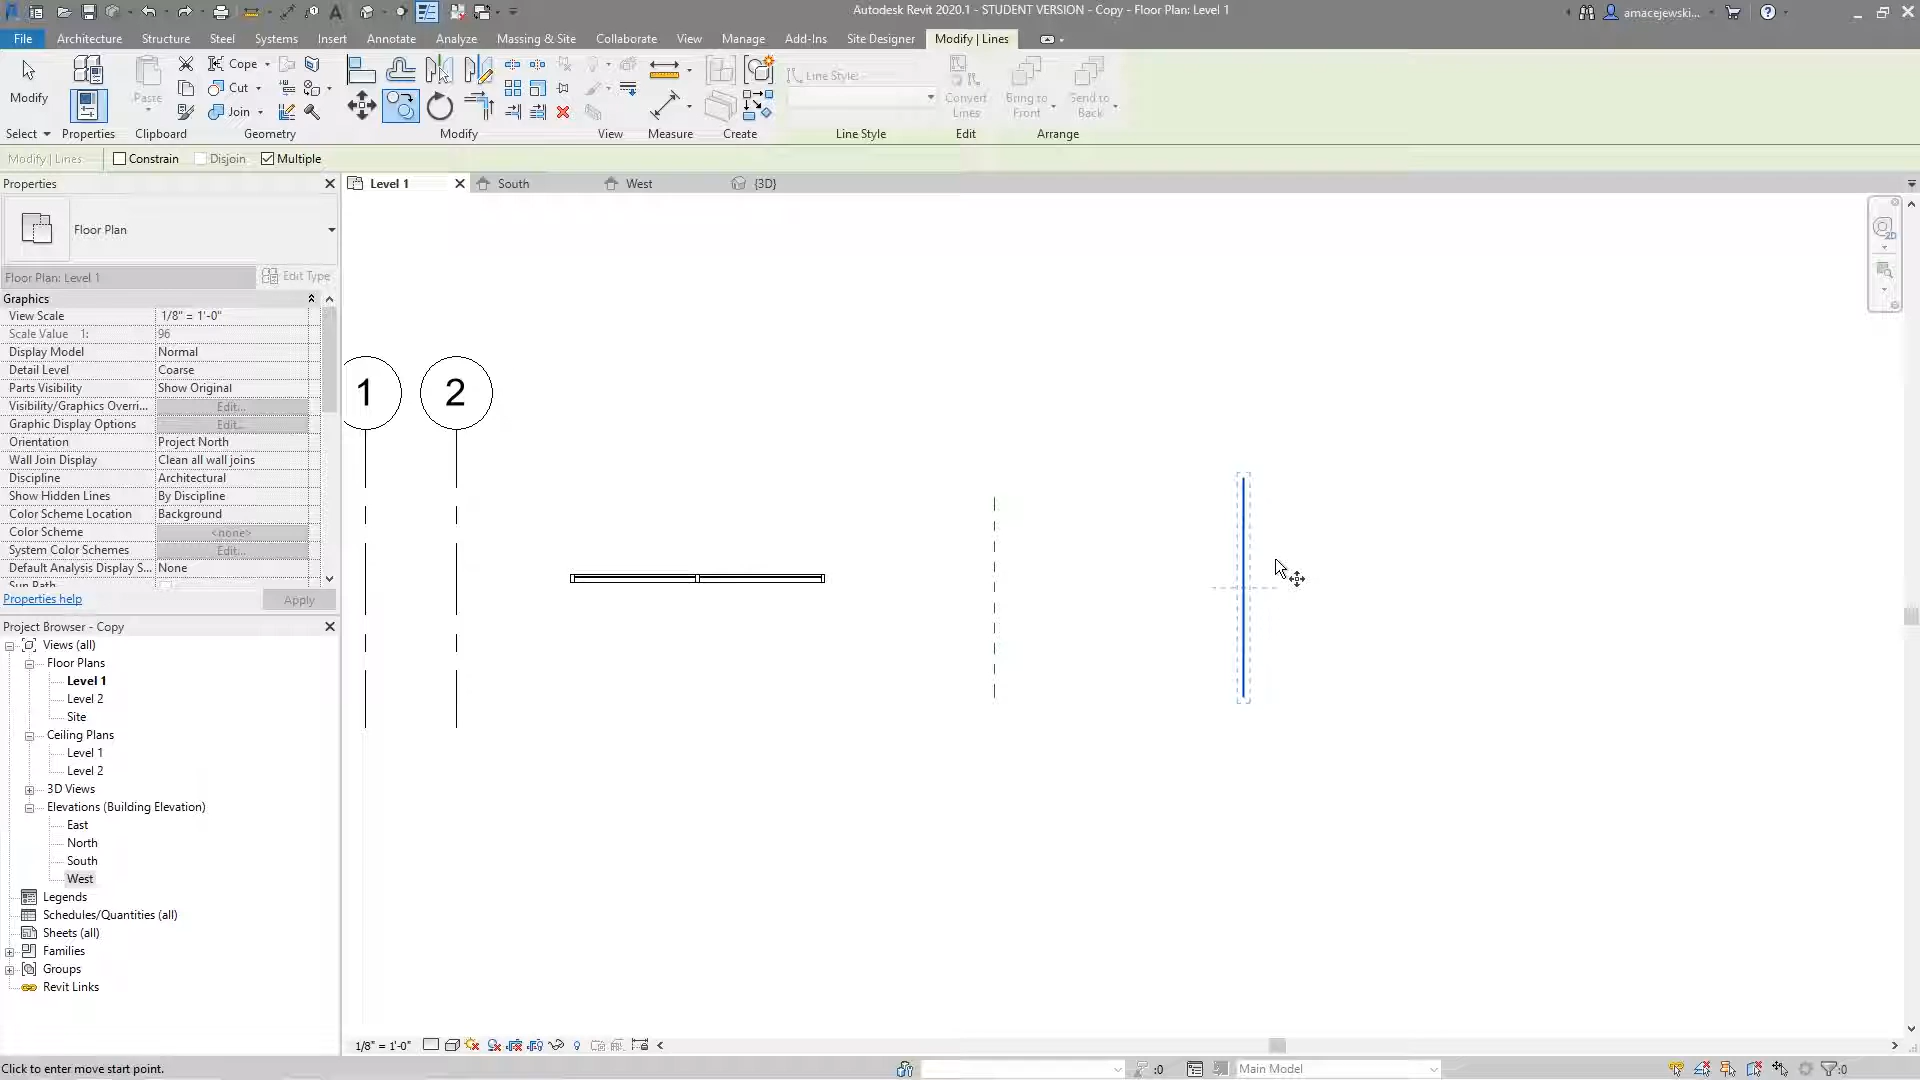 Autodesk Revit 2020.1 - STUDENT VERSION - Copy - Floor Plan: Level 1
amacejewski...
File Architecture Structure Steel Systems Insert Annotate Analyze Massing & Site Collaborate View Manage Add-Ins Site Designer Modify | Lines
Modify
Paste
Cope
Cut
Join
Line Style:
Convert Lines
Bring to Front
Send to Back
Select Properties Clipboard Geometry Modify View Measure Create Line Style Edit Arrange
Modify | Lines Constrain Disjoin Multiple
Properties
Level 1 South West {3D}
Floor Plan
Floor Plan: Level 1 Edit Type
Graphics
View Scale 1/8" = 1'-0"
Scale Value 1: 96
Display Model Normal
Detail Level Coarse
Parts Visibility Show Original
Visibility/Graphics Overri... Edit...
Graphic Display Options Edit...
Orientation Project North
Wall Join Display Clean all wall joins
Discipline Architectural
Show Hidden Lines By Discipline
Color Scheme Location Background
Color Scheme <none>
System Color Schemes Edit...
Default Analysis Display S... None
Sun Path
Properties help Apply
1 2
Project Browser - Copy
Views (all)
Floor Plans
Level 1
Level 2
Site
Ceiling Plans
Level 1
Level 2
3D Views
Elevations (Building Elevation)
East
North
South
West
Legends
Schedules/Quantities (all)
Sheets (all)
Families
Groups
Revit Links
1/8" = 1'-0"
Click to enter move start point. :0 Main Model :0